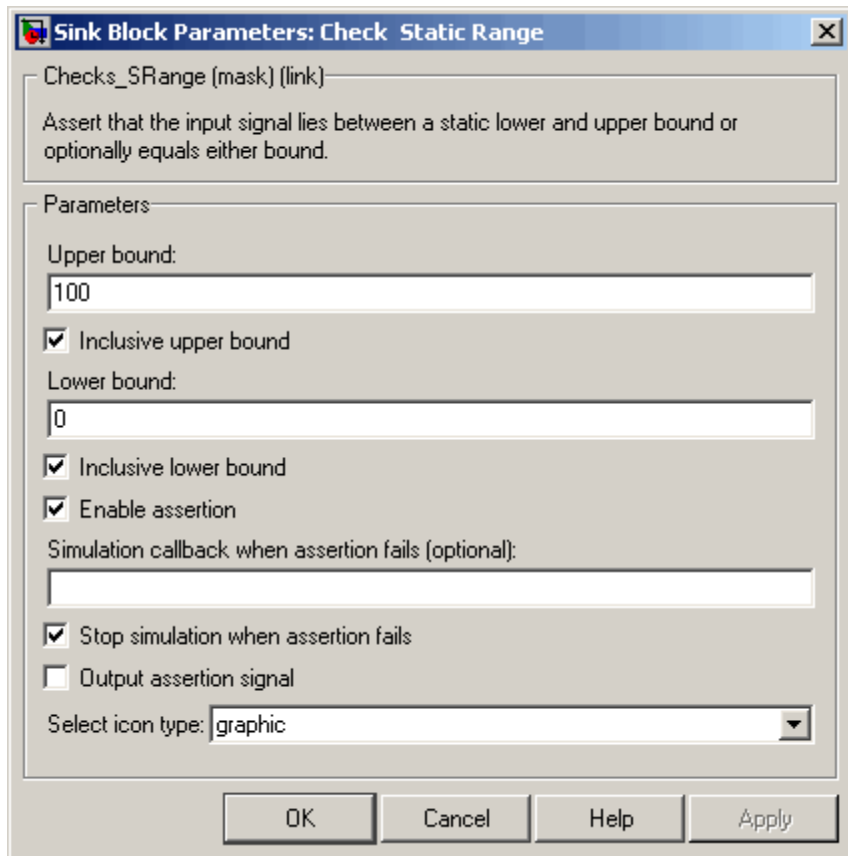 Sink Block Parameters: Check  Static Range
Checks_SRange (mask) (link)
Assert that the input signal lies between a static lower and upper bound or
optionally equals either bound.
Parameters
Upper bound:
100
Inclusive upper bound
Lower bound:
0
Inclusive lower bound
Enable assertion
Simulation callback when assertion fails (optional):
Stop simulation when assertion fails
Output assertion signal
Select icon type: graphic
OK Cancel Help Apply